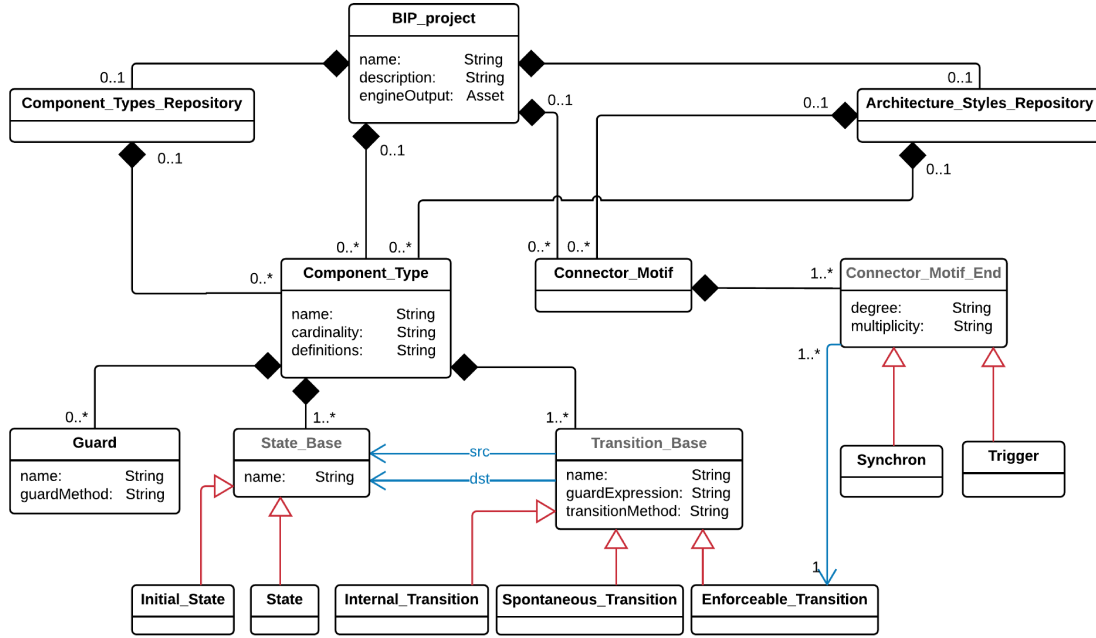 BIP_project
name: String
description: String
engineOutput: Asset
0..1
0..1
0..1
Component_Types_Repository
0..1
0..1
Architecture_Styles_Repository
0..1
0..1
0..1
0..*
0..*
0..*
0..*
0..*
Component_Type
name: String
cardinality: String
definitions: String
Connector_Motif
1..*
Connector_Motif_End
degree: String
multiplicity: String
1..*
0..*
1..*
1..*
Guard
name: String
guardMethod: String
State_Base
name: String
src
dst
Transition_Base
name: String
guardExpression: String
transitionMethod: String
Synchron
Trigger
1
Initial_State
State
Internal_Transition
Spontaneous_Transition
Enforceable_Transition